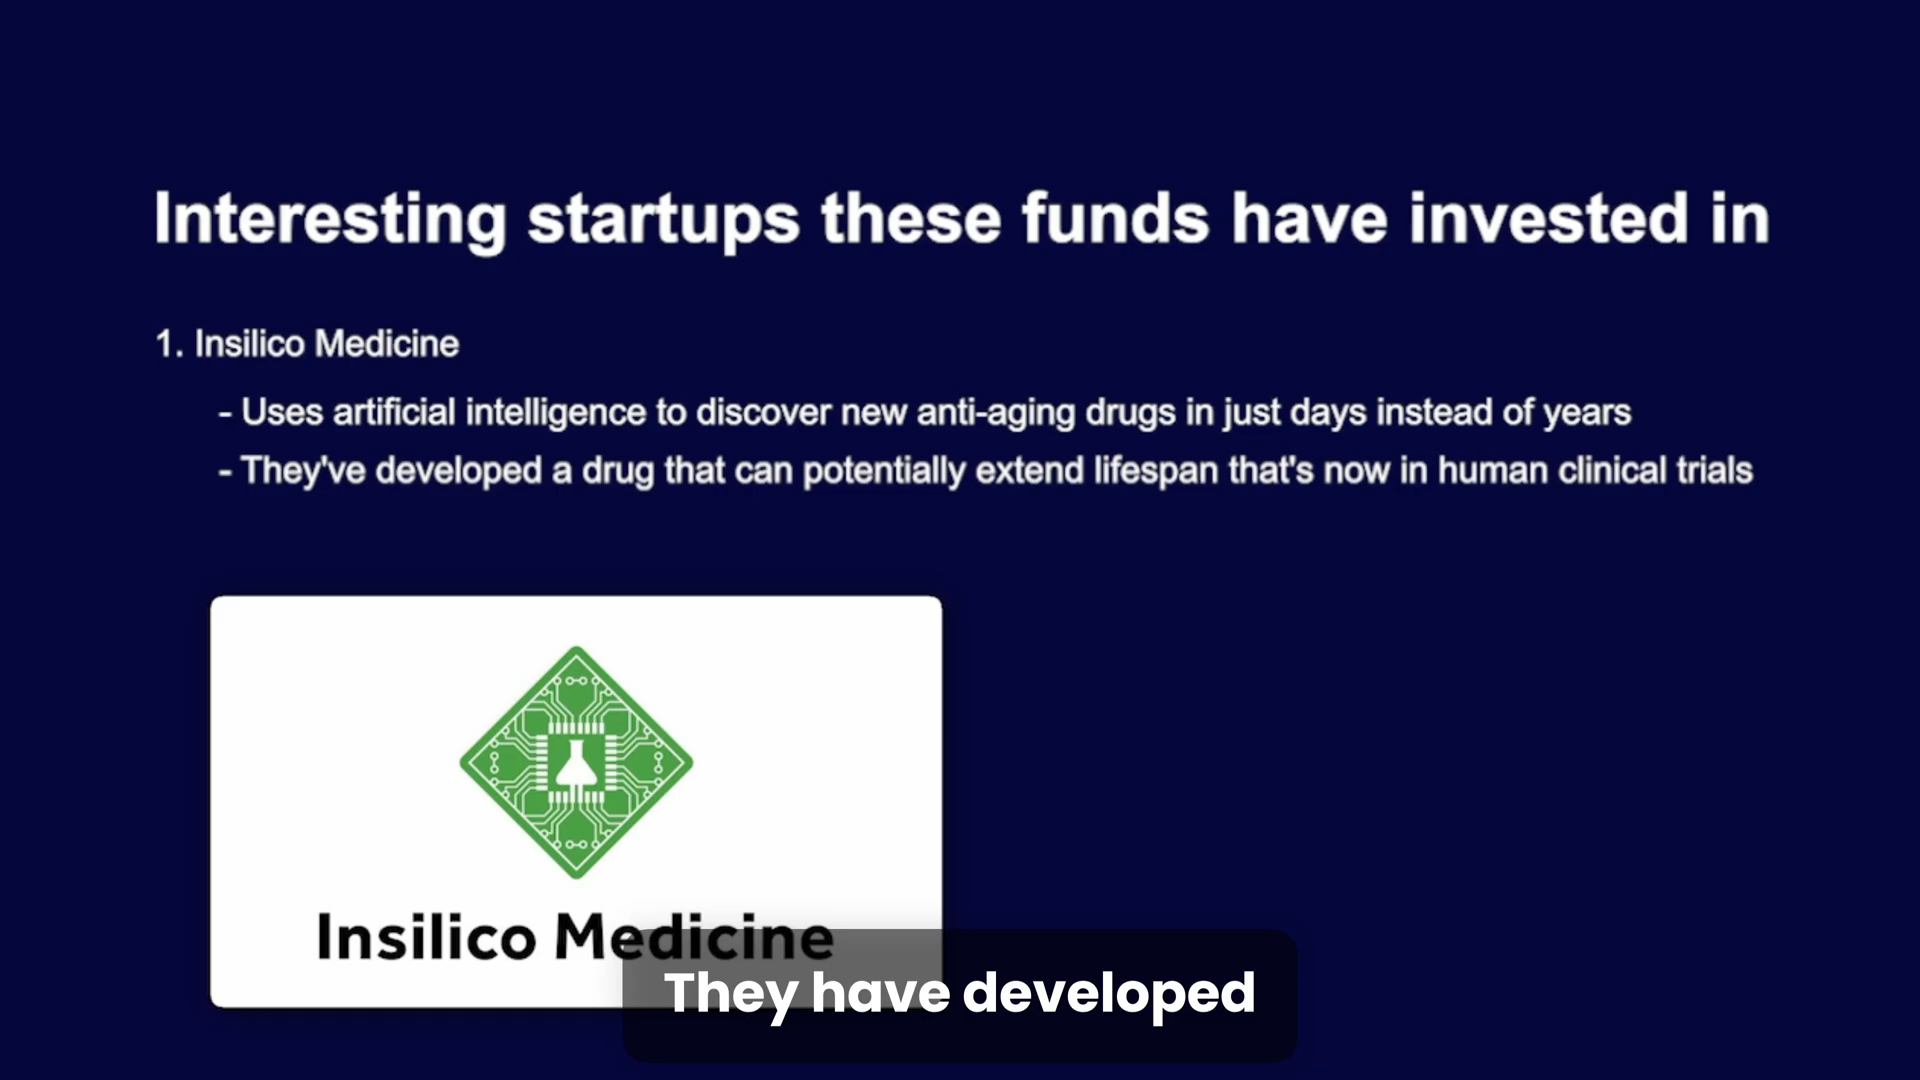 Interesting startups these funds have invested in
1. Insilico Medicine
- Uses artificial intelligence to discover new anti-aging drugs in just days instead of years
- They've developed a drug that can potentially extend lifespan that's now in human clinical trials
Insilico Medicine
They have developed